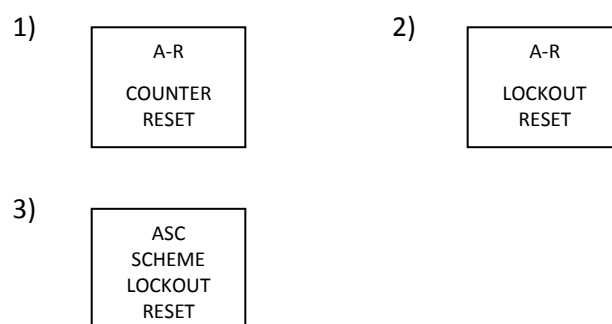 1)
A-R
COUNTER
RESET
2)
A-R
LOCKOUT
RESET
3)
ASC
SCHEME
LOCKOUT
RESET